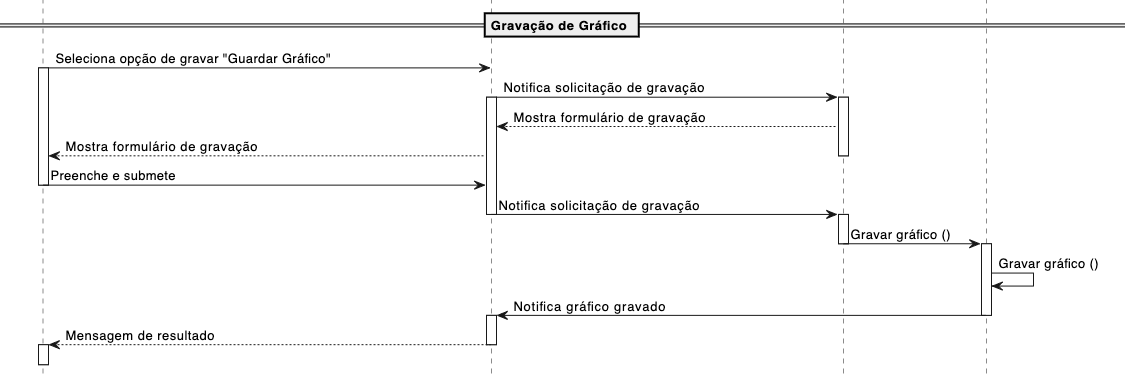 Gravação de Gráfico
Seleciona opção de gravar "Guardar Gráfico"
Notifica solicitação de gravação
Mostra formulário de gravação
Mostra formulário de gravação
Preenche e submete
Notifica solicitação de gravação
Gravar gráfico ()
Gravar gráfico ()
Notifica gráfico gravado
Mensagem de resultado